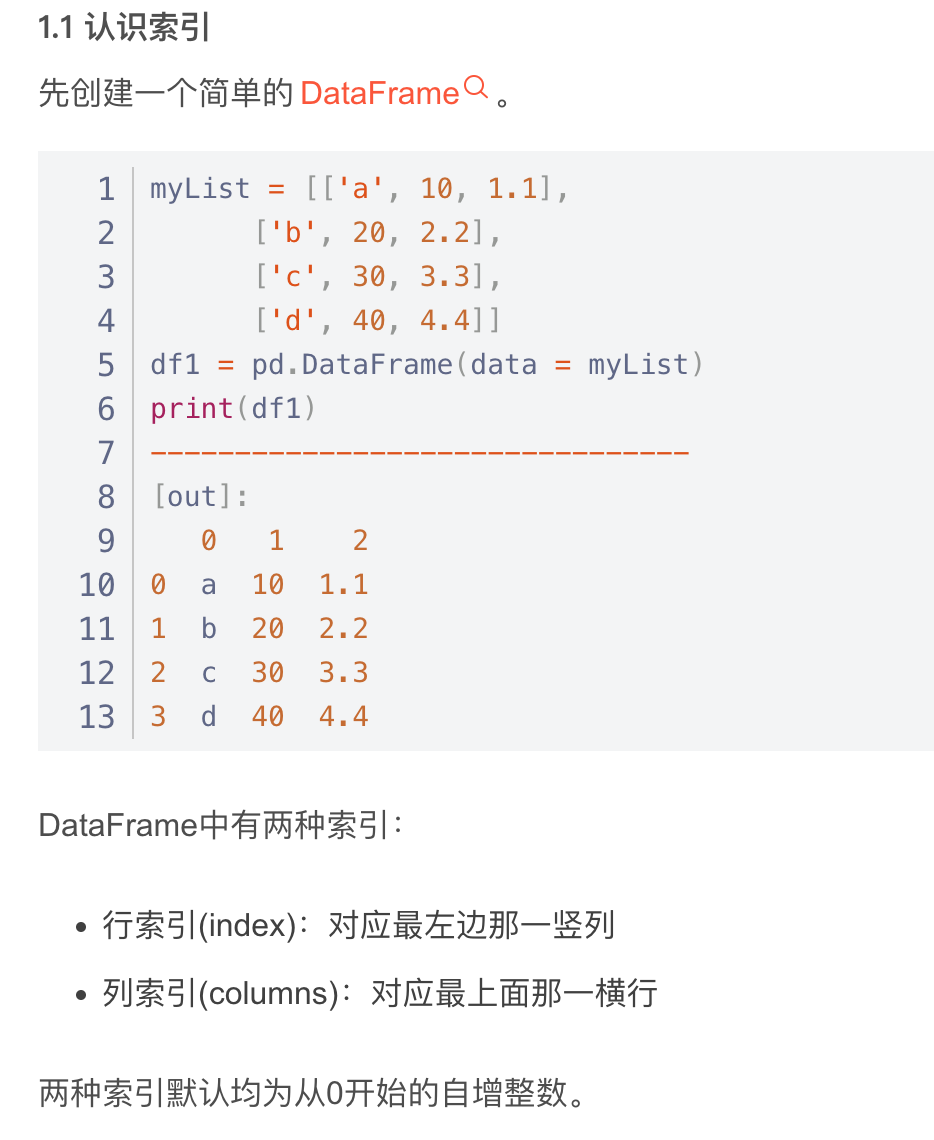 1.1 认识索引
先创建一个简单的 DataFrame 。
1 myList = [['a', 10, 1.1],
2       ['b', 20, 2.2],
3       ['c', 30, 3.3],
4       ['d', 40, 4.4]]
5 df1 = pd.DataFrame(data = myList)
6 print(df1)
7 --------------------------------
8 [out]:
9    0   1    2
10 0  a  10  1.1
11 1  b  20  2.2
12 2  c  30  3.3
13 3  d  40  4.4
DataFrame中有两种索引：
• 行索引(index)：对应最左边那一竖列
• 列索引(columns)：对应最上面那一横行
两种索引默认均为从0开始的自增整数。